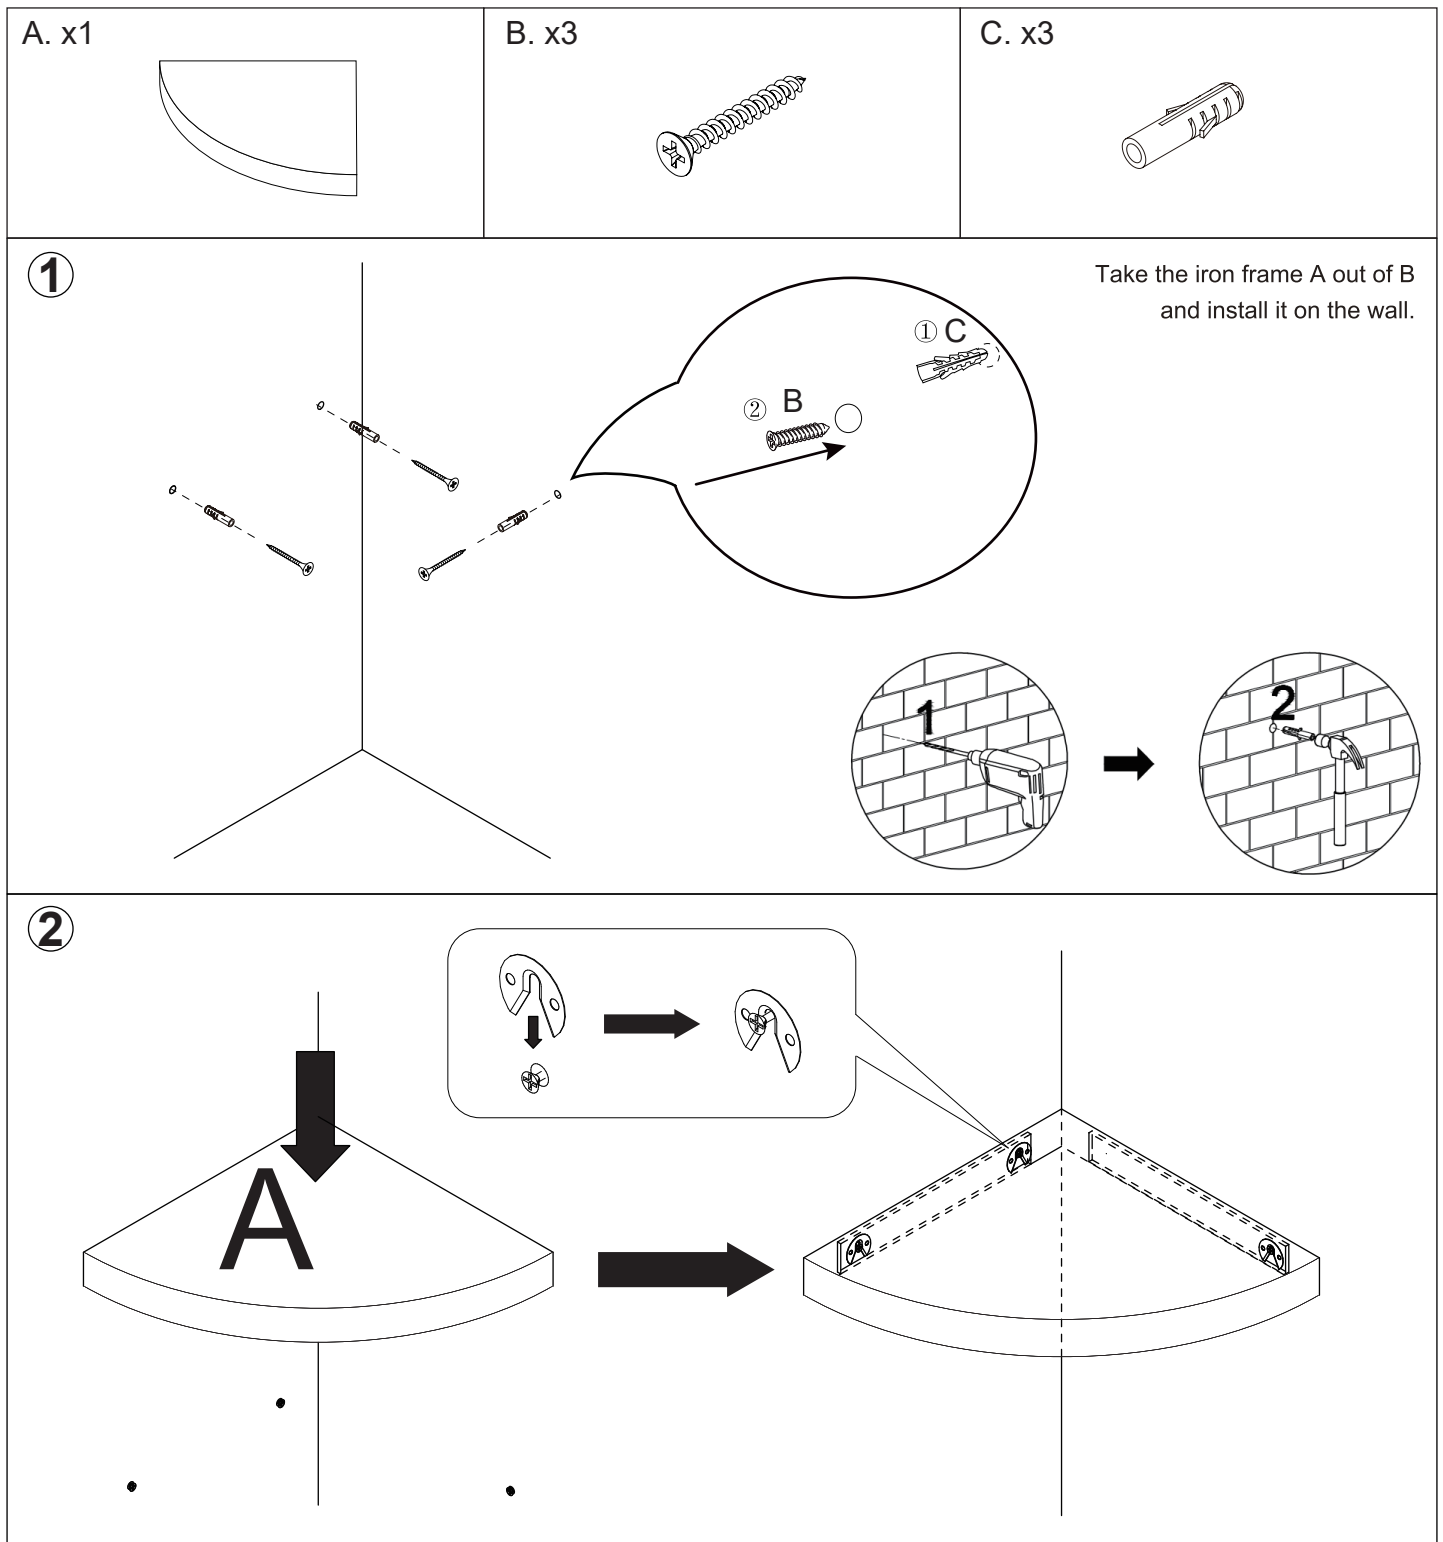 A. x1
B. x3
C. x3
1
Take the iron frame A out of B
and install it on the wall.
① C
② B
1
2
2
A